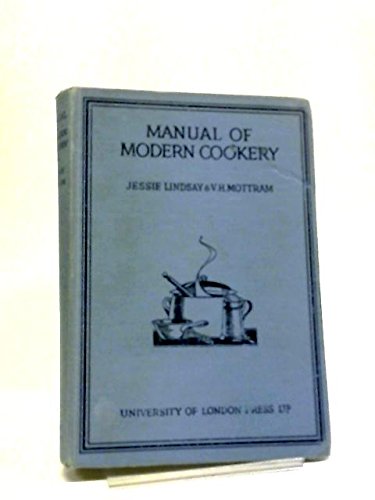 MANUAL OF
MODERN COOKERY
JESSIE LINDSAY & V.H. MOTTRAM
UNIVERSITY OF LONDON PRESS LTD